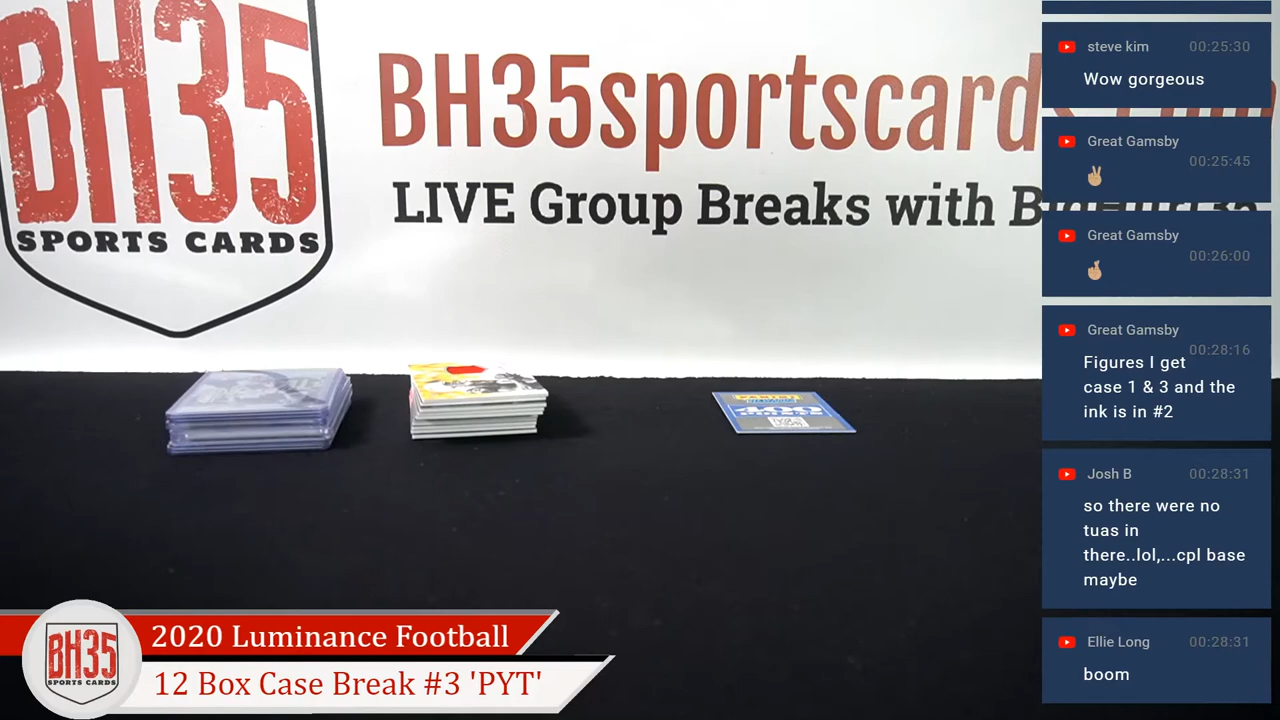 BH35
SPORTS CARDS
BH35sportscards
LIVE Group Breaks with
PANINI
400
steve kim 00:25:30
Wow gorgeous
Great Gamsby 00:25:45
✌🏼
Great Gamsby 00:26:00
🤞🏼
Great Gamsby 00:28:16
Figures I get
case 1 & 3 and the
ink is in #2
Josh B 00:28:31
so there were no
tuas in
there..lol,...cpl base
maybe
Ellie Long 00:28:31
boom
BH35
SPORTS CARDS
2020 Luminance Football
12 Box Case Break #3 'PYT'